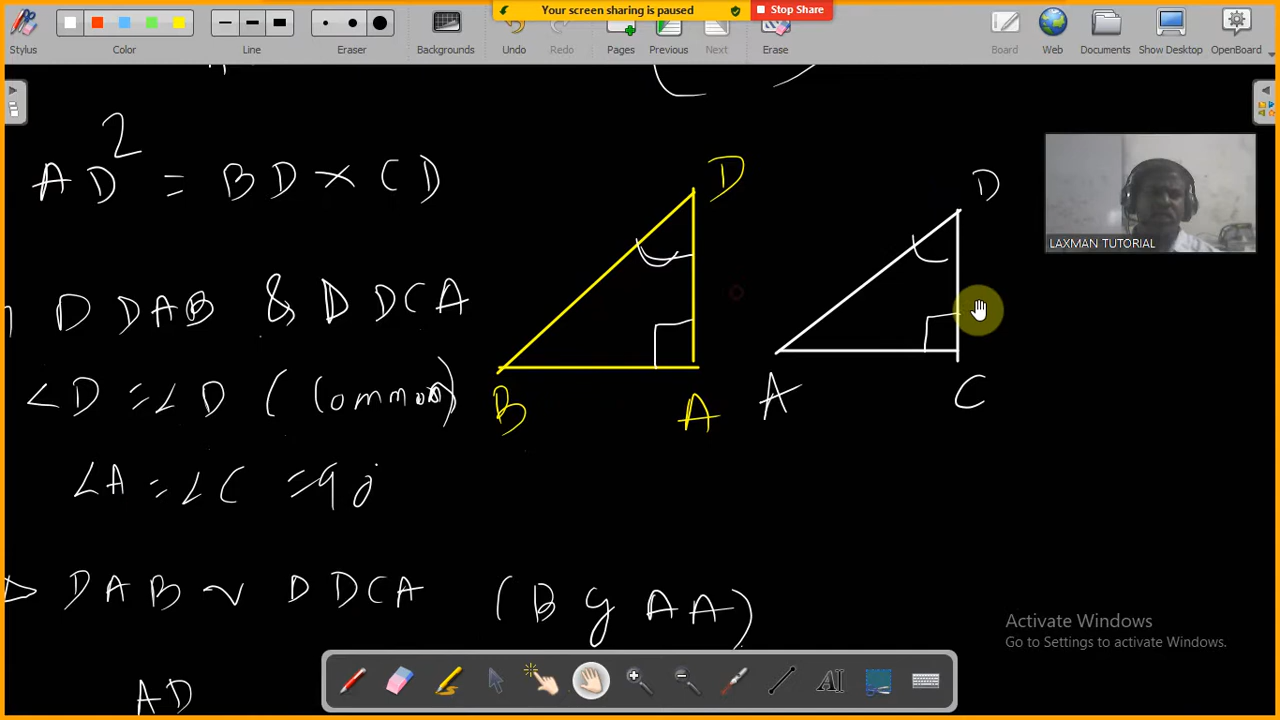 Your screen sharing is paused Stop Share
Stylus Color Line Eraser Backgrounds Undo Redo Pages Previous Next Erase Board Web Documents Show Desktop OpenBoard
AD² = BD × CD
D D
LAXMAN TUTORIAL
Δ DAB & Δ DCA
∠D = ∠D (Common)
B A A C
∠A = ∠C = 90°
Δ DAB ~ Δ DCA (By AA)
Activate Windows
Go to Settings to activate Windows.
AD